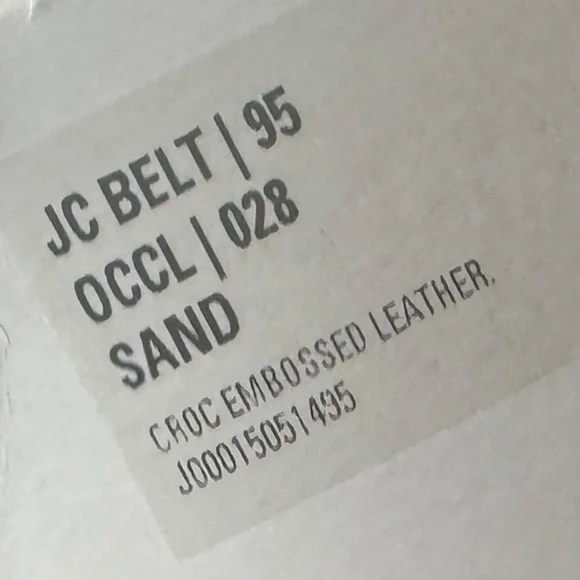 JC BELT | 95
OCCL | 028
SAND
CROC EMBOSSED LEATHER.
J00015051495